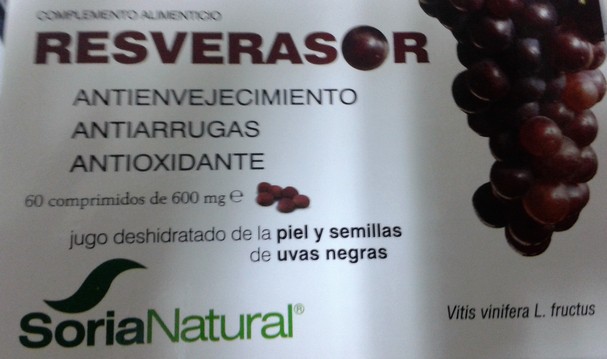 COMPLEMENTO ALIMENTICIO
RESVERASOR
ANTIENVEJECIMIENTO
ANTIARRUGAS
ANTIOXIDANTE
60 comprimidos de 600 mg e
jugo deshidratado de la piel y semillas
de uvas negras
SoriaNatural®
Vitis vinifera L. fructus